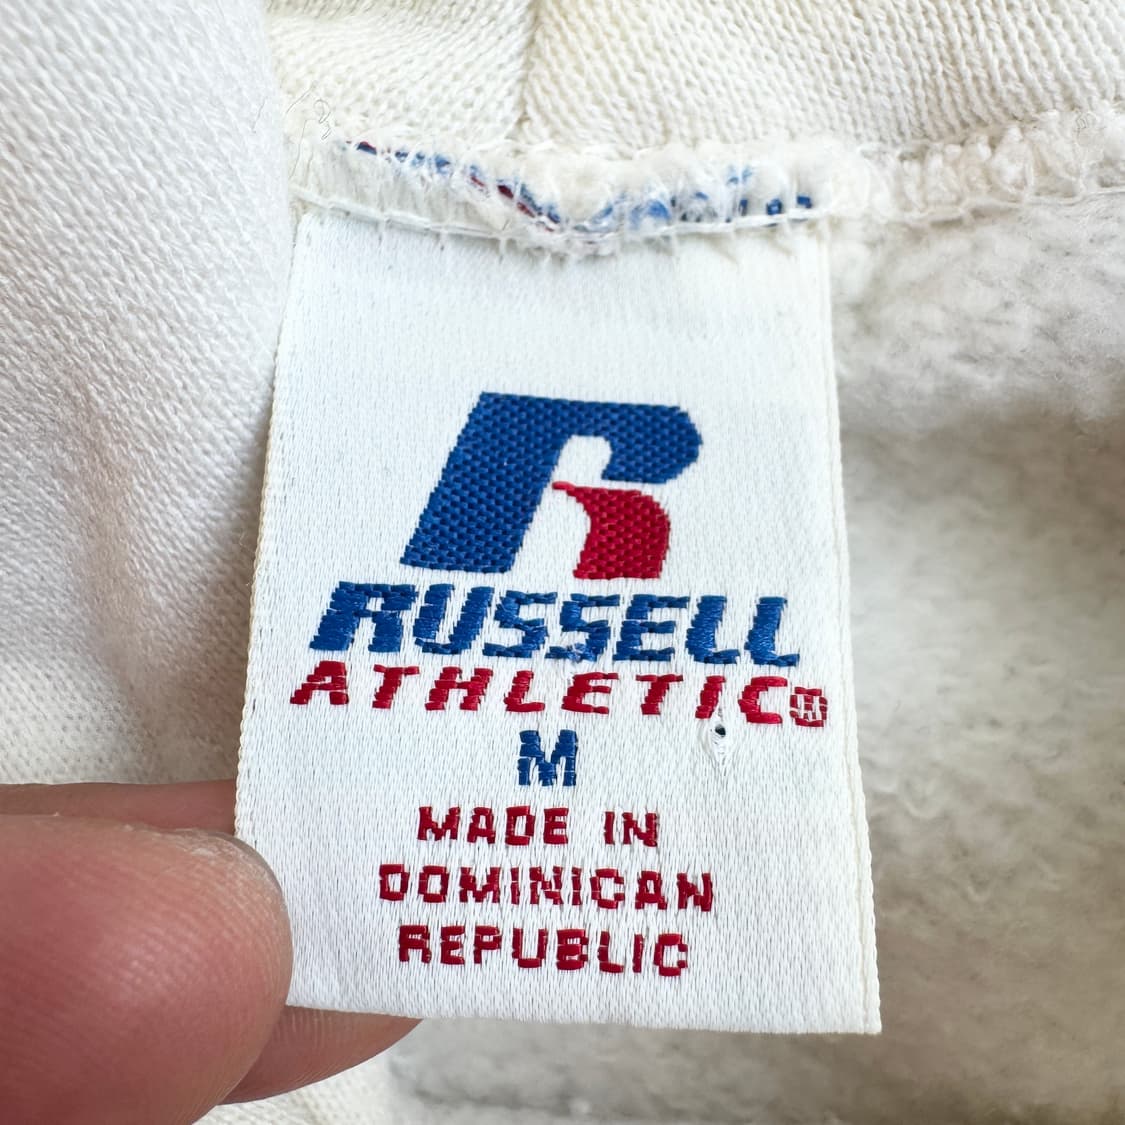 R
RUSSELL
ATHLETIC®
M
MADE IN
DOMINICAN
REPUBLIC